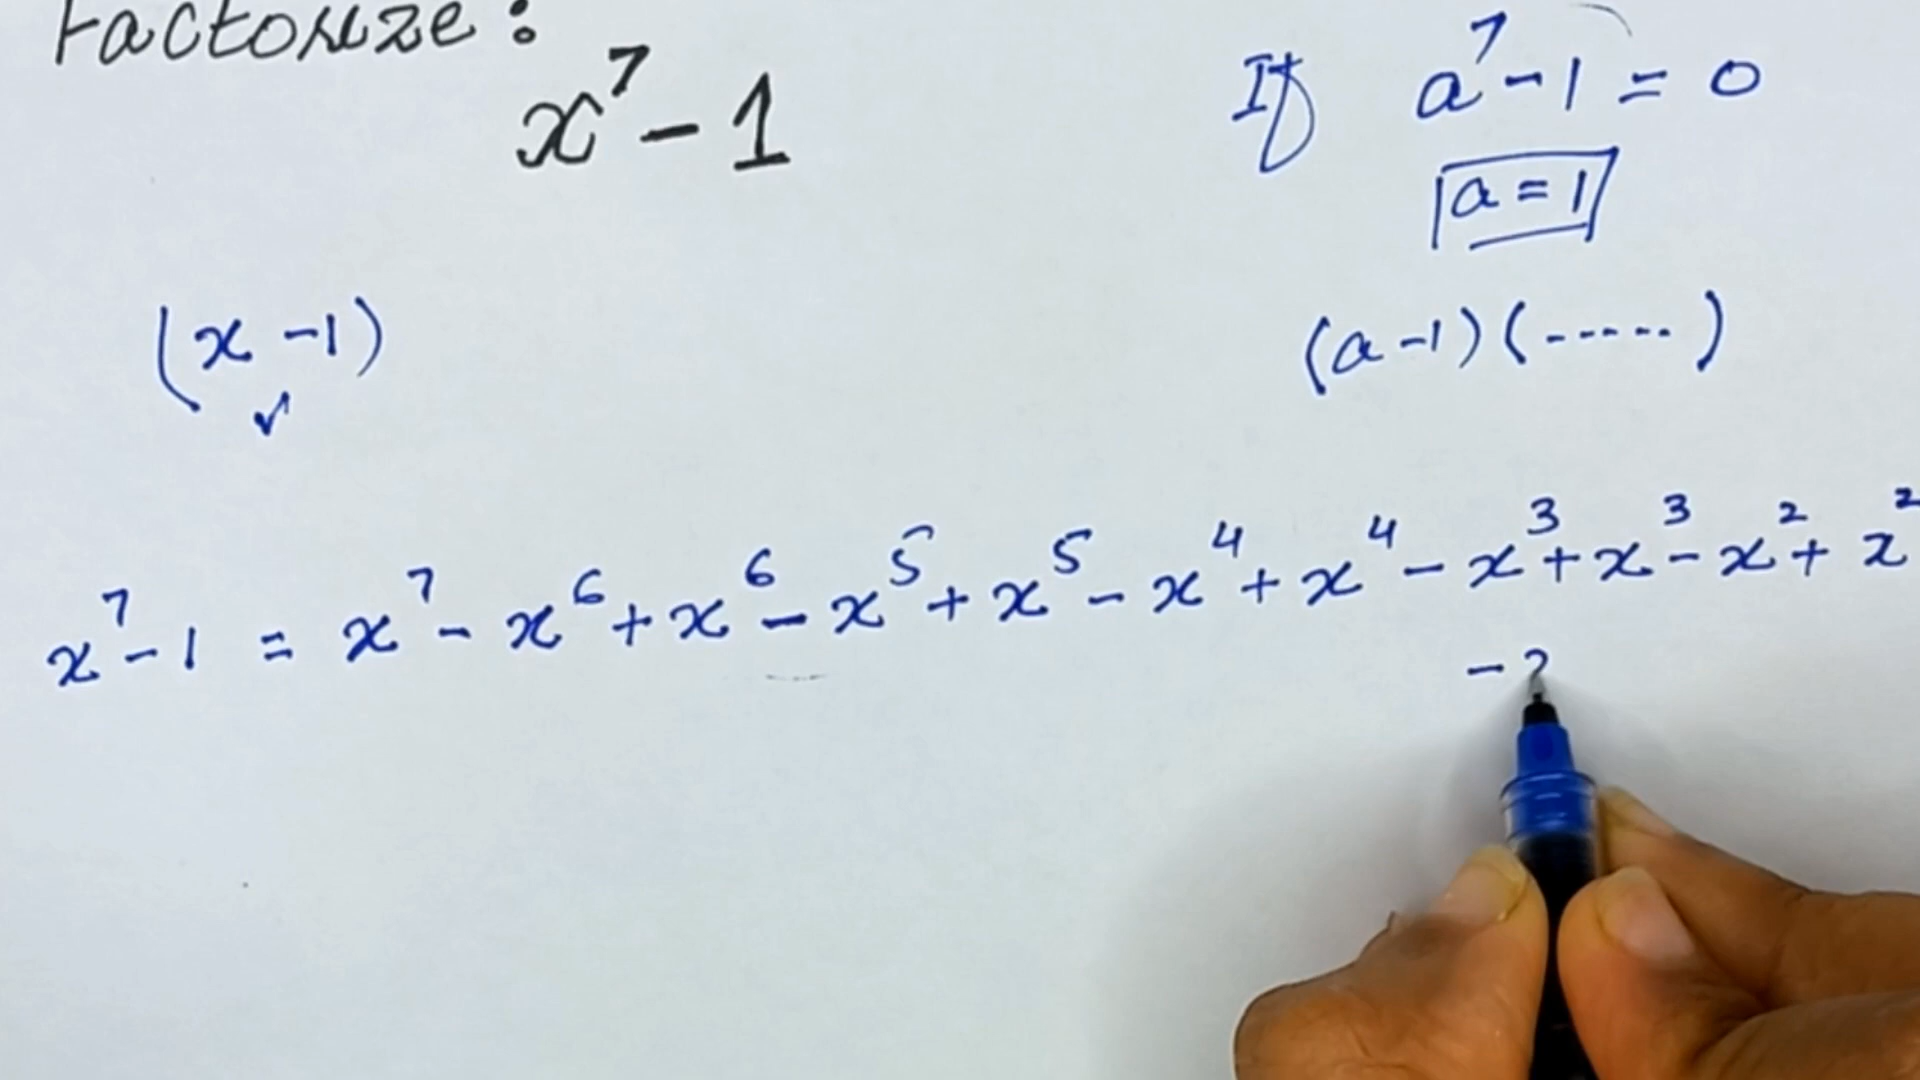 Factorize :
x⁷ - 1
If a⁷ - 1 = 0
a = 1
(x - 1)
(a - 1) ( ----- )
x⁷ - 1 = x⁷ - x⁶ + x⁶ - x⁵ + x⁵ - x⁴ + x⁴ - x³ + x³ - x² + x²
-